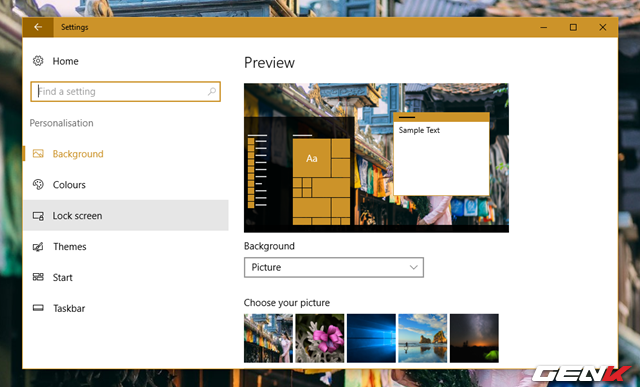 Settings
Home
Find a setting
Personalisation
Background
Colours
Lock screen
Themes
Start
Taskbar
Preview
Aa
Sample Text
Background
Picture
Choose your picture
GENK